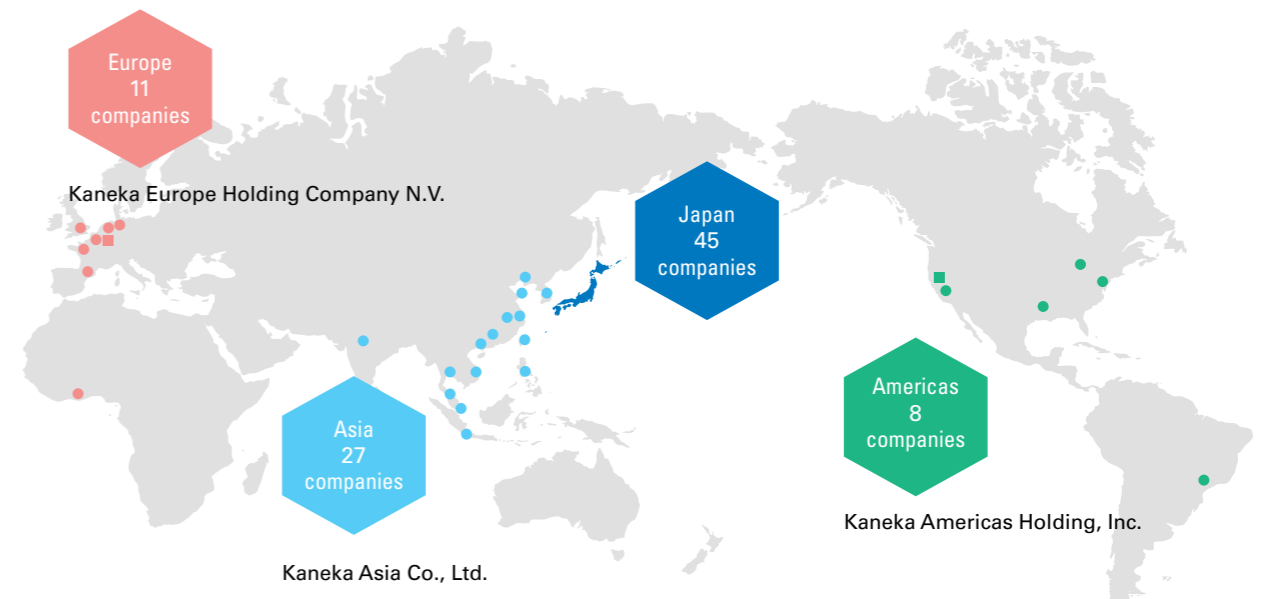 Europe
11
companies
Kaneka Europe Holding Company N.V.
Japan
45
companies
Asia
27
companies
Kaneka Asia Co., Ltd.
Americas
8
companies
Kaneka Americas Holding, Inc.